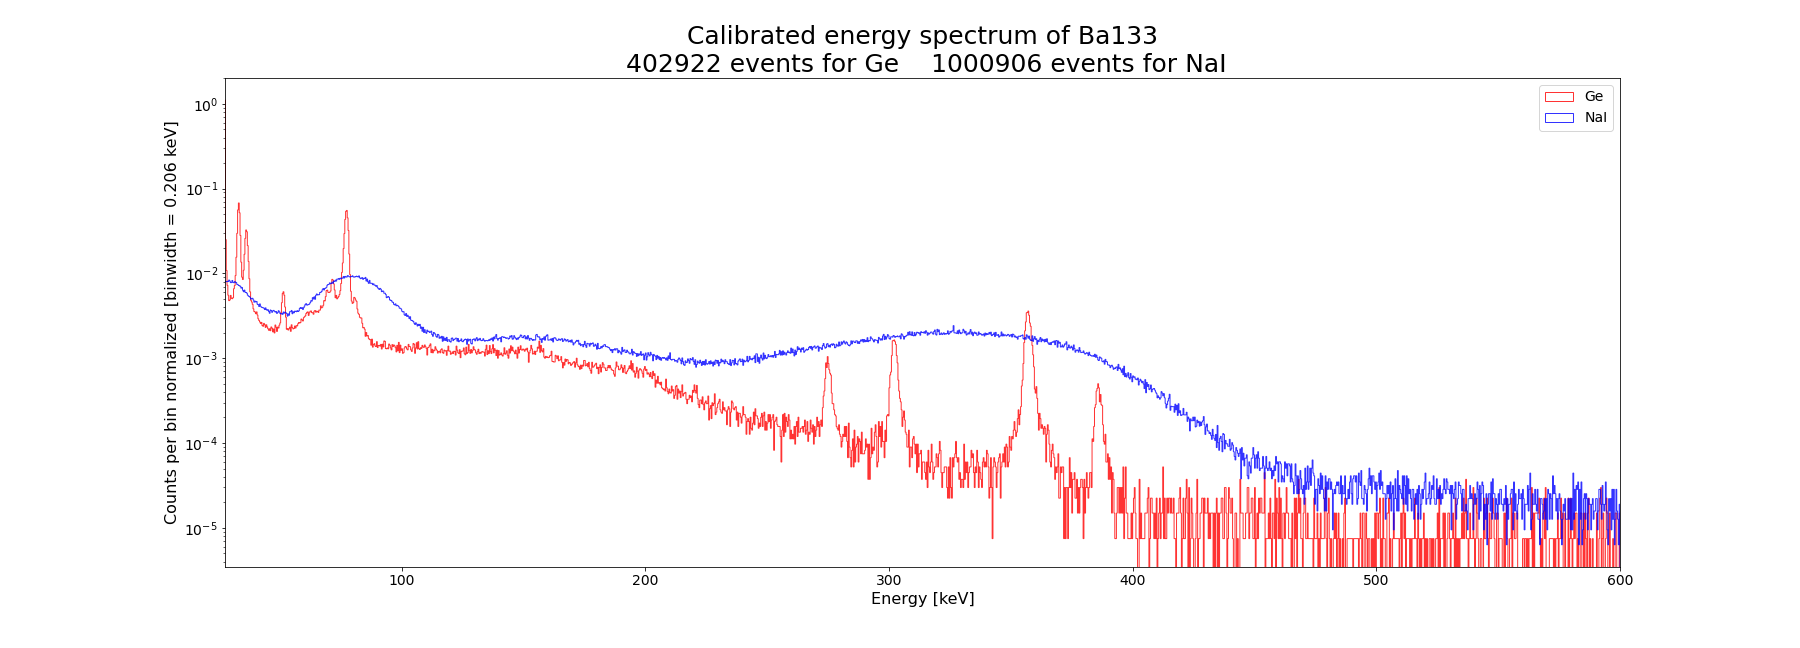 Calibrated energy spectrum of Ba133
402922 events for Ge    1000906 events for NaI
Ge
NaI
Counts per bin normalized [binwidth = 0.206 keV]
10⁰
10⁻¹
10⁻²
10⁻³
10⁻⁴
10⁻⁵
100 200 300 400 500 600
Energy [keV]